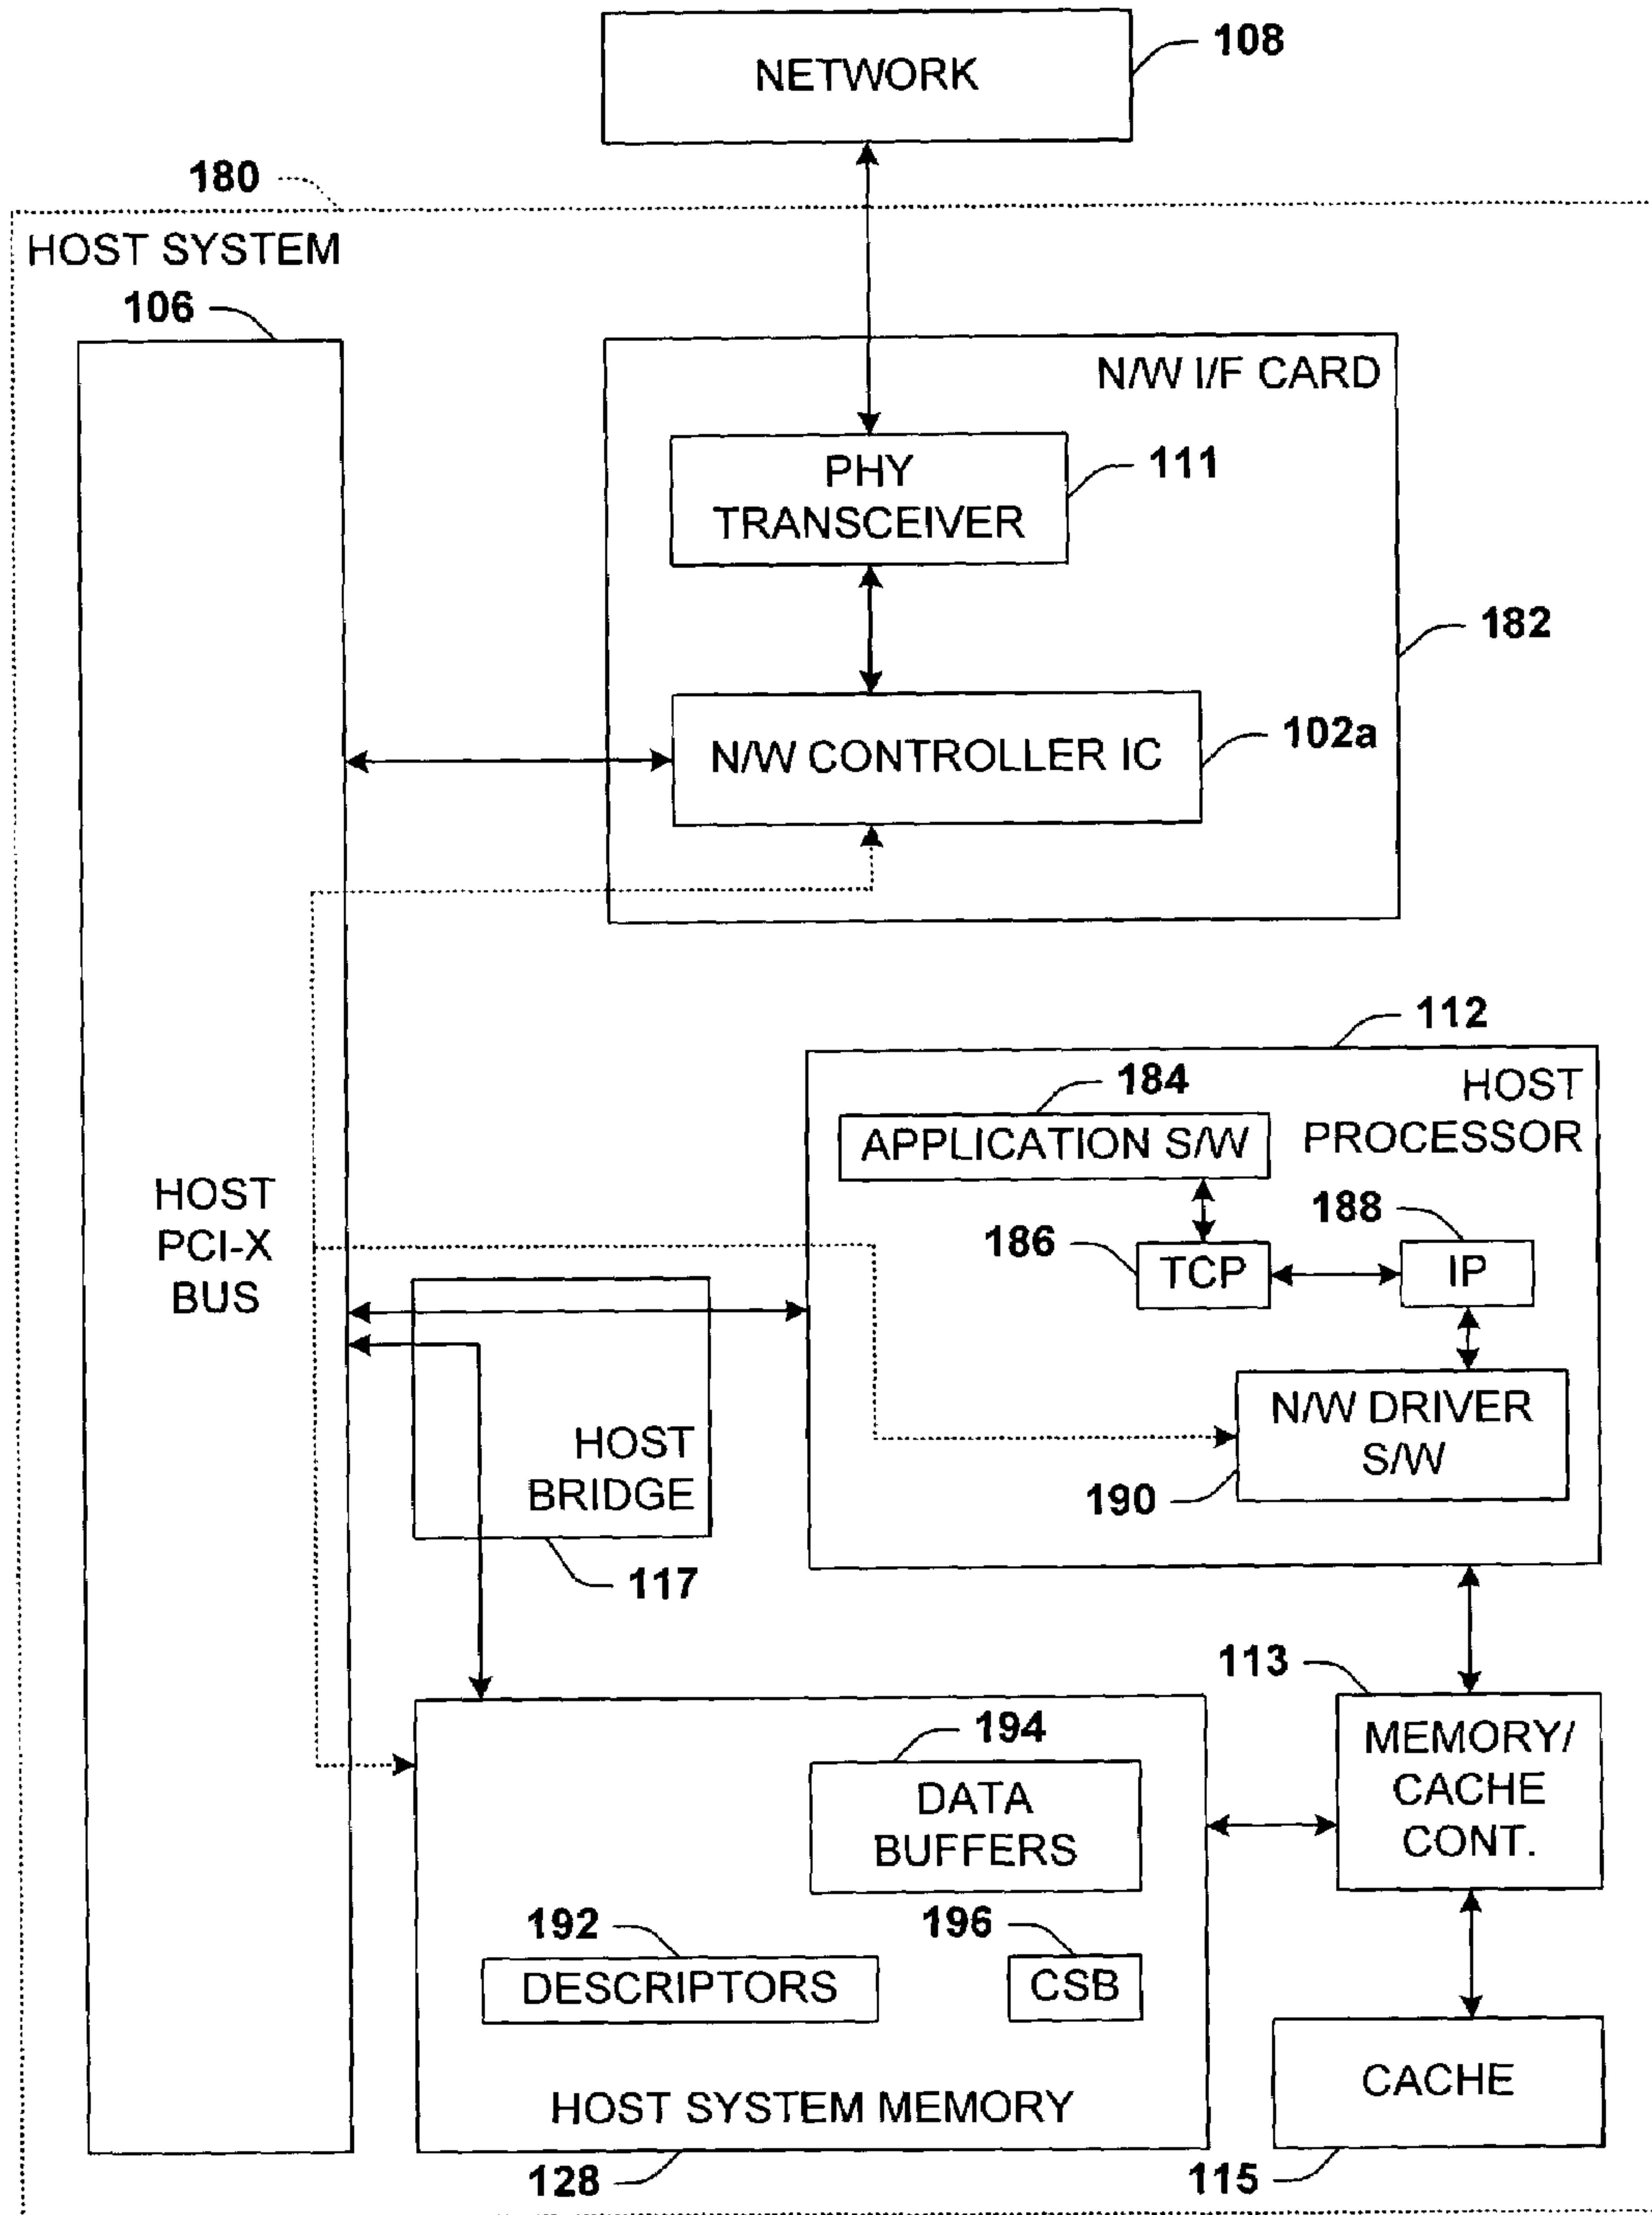 NETWORK
108
180
HOST SYSTEM
106
N/W I/F CARD
PHY
TRANSCEIVER
111
182
N/W CONTROLLER IC
102a
112
HOST
PROCESSOR
184
APPLICATION S/W
188
186
TCP
IP
HOST
PCI-X
BUS
N/W DRIVER
S/W
190
HOST
BRIDGE
117
113
MEMORY/
CACHE
CONT.
194
DATA
BUFFERS
192
196
DESCRIPTORS
CSB
HOST SYSTEM MEMORY
128
CACHE
115